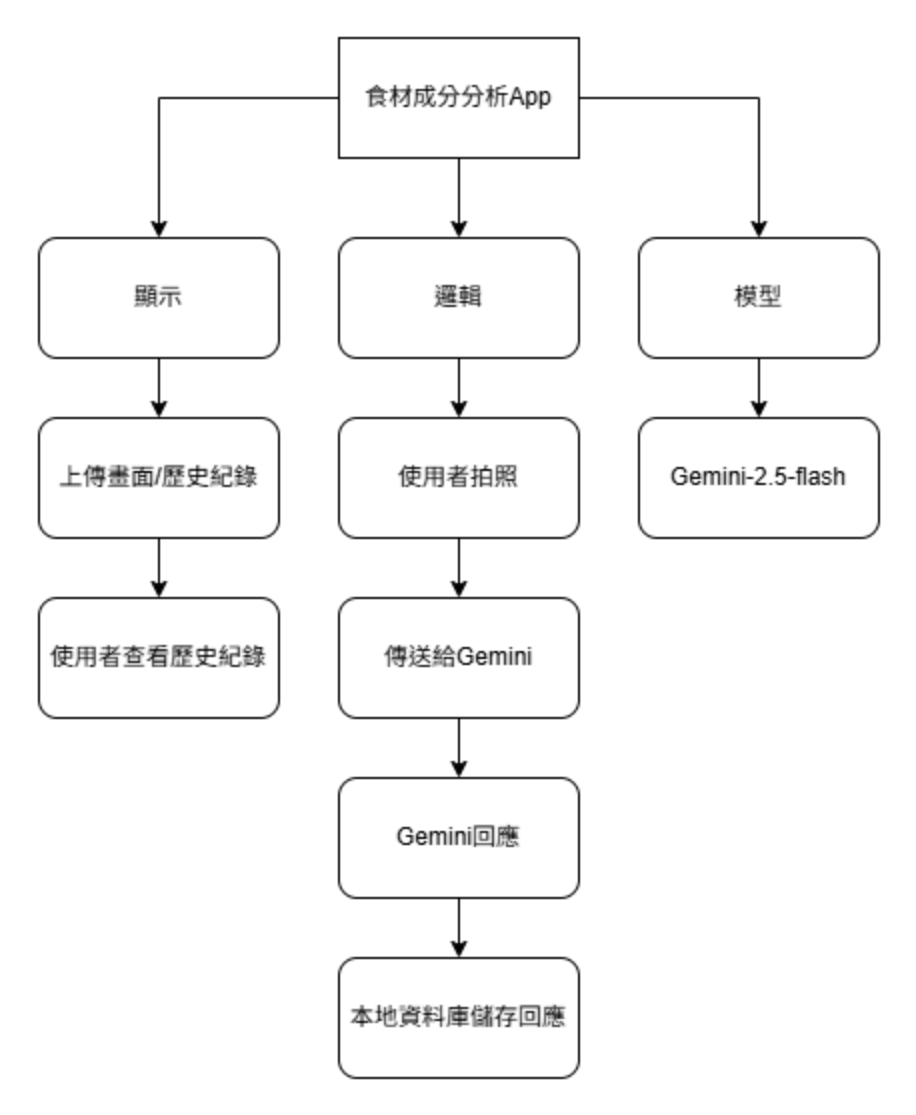 食材成分分析App
顯示
邏輯
模型
上傳畫面/歷史紀錄
使用者拍照
Gemini-2.5-flash
使用者查看歷史紀錄
傳送給Gemini
Gemini回應
本地資料庫儲存回應